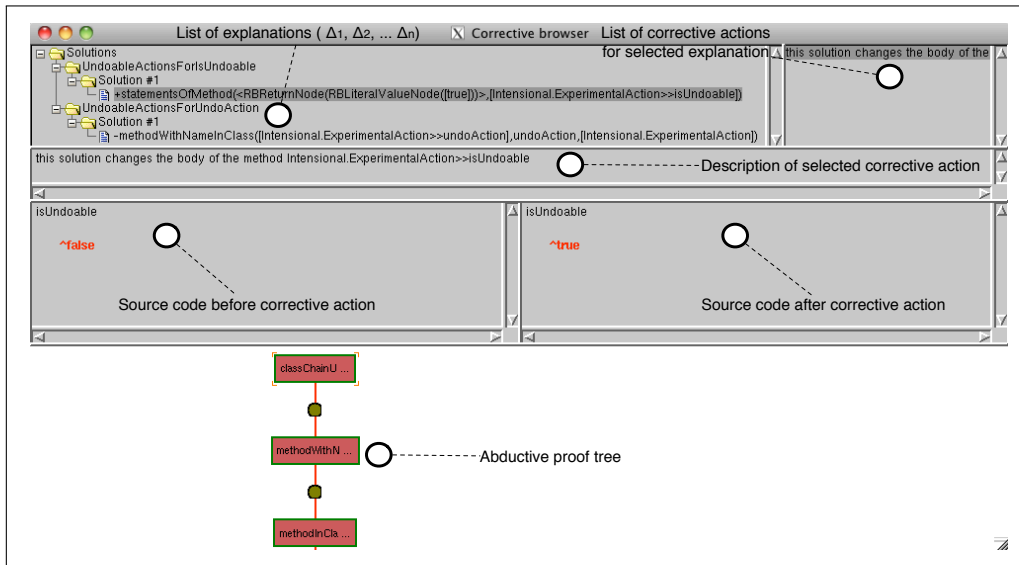 List of explanations ( Δ1, Δ2, ... Δn)
X Corrective browser
List of corrective actions
for selected explanation
Solutions
UndoableActionsForIsUndoable
Solution #1
+statementsOfMethod(<RBReturnNode(RBLiteralValueNode([true]))>,[Intensional.ExperimentalAction>>isUndoable])
UndoableActionsForUndoAction
Solution #1
-methodWithNameInClass([Intensional.ExperimentalAction>>undoAction],undoAction,[Intensional.ExperimentalAction])
this solution changes the body of the
this solution changes the body of the method Intensional.ExperimentalAction>>isUndoable
Description of selected corrective action
isUndoable
^false
Source code before corrective action
isUndoable
^true
Source code after corrective action
classChainU ...
methodWithN ...
Abductive proof tree
methodInCla ...